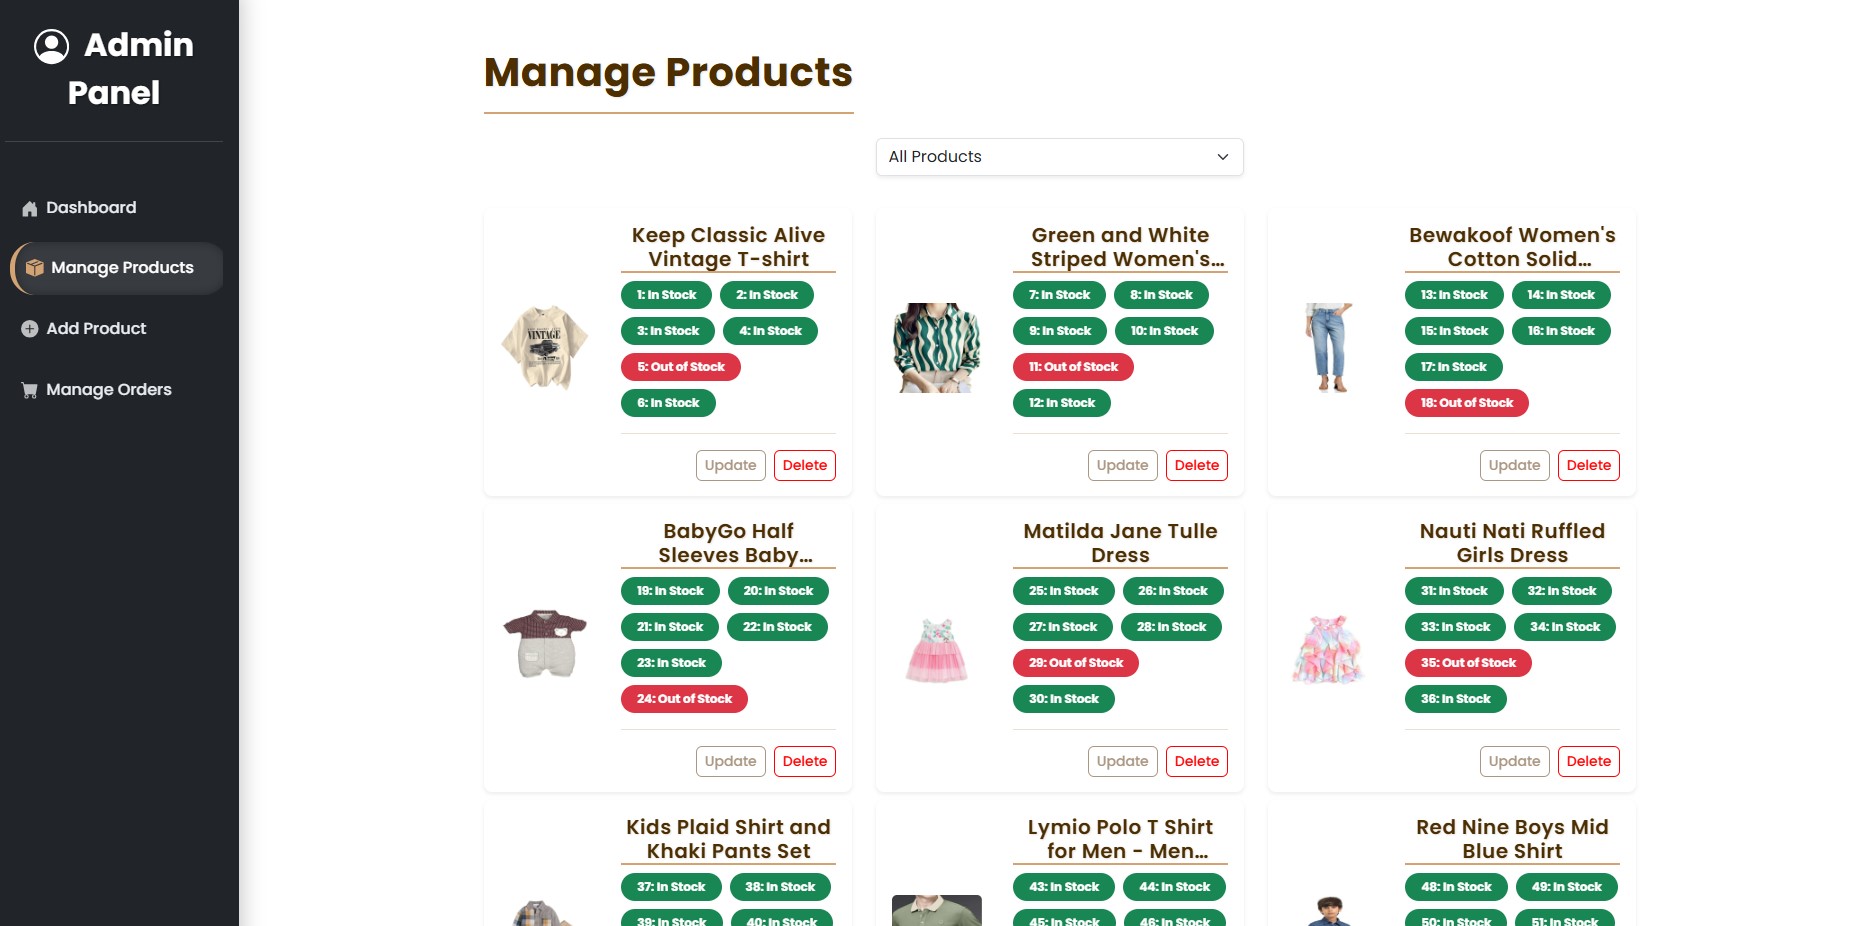 Admin
Panel
Dashboard
Manage Products
Add Product
Manage Orders
Manage Products
All Products
Keep Classic Alive
Vintage T-shirt
VINTAGE
1: In Stock
2: In Stock
3: In Stock
4: In Stock
5: Out of Stock
6: In Stock
Update
Delete
Green and White
Striped Women's...
7: In Stock
8: In Stock
9: In Stock
10: In Stock
11: Out of Stock
12: In Stock
Update
Delete
Bewakoof Women's
Cotton Solid...
13: In Stock
14: In Stock
15: In Stock
16: In Stock
17: In Stock
18: Out of Stock
Update
Delete
BabyGo Half
Sleeves Baby...
19: In Stock
20: In Stock
21: In Stock
22: In Stock
23: In Stock
24: Out of Stock
Update
Delete
Matilda Jane Tulle
Dress
25: In Stock
26: In Stock
27: In Stock
28: In Stock
29: Out of Stock
30: In Stock
Update
Delete
Nauti Nati Ruffled
Girls Dress
31: In Stock
32: In Stock
33: In Stock
34: In Stock
35: Out of Stock
36: In Stock
Update
Delete
Kids Plaid Shirt and
Khaki Pants Set
37: In Stock
38: In Stock
39: In Stock
40: In Stock
Lymio Polo T Shirt
for Men - Men...
43: In Stock
44: In Stock
45: In Stock
46: In Stock
Red Nine Boys Mid
Blue Shirt
48: In Stock
49: In Stock
50: In Stock
51: In Stock